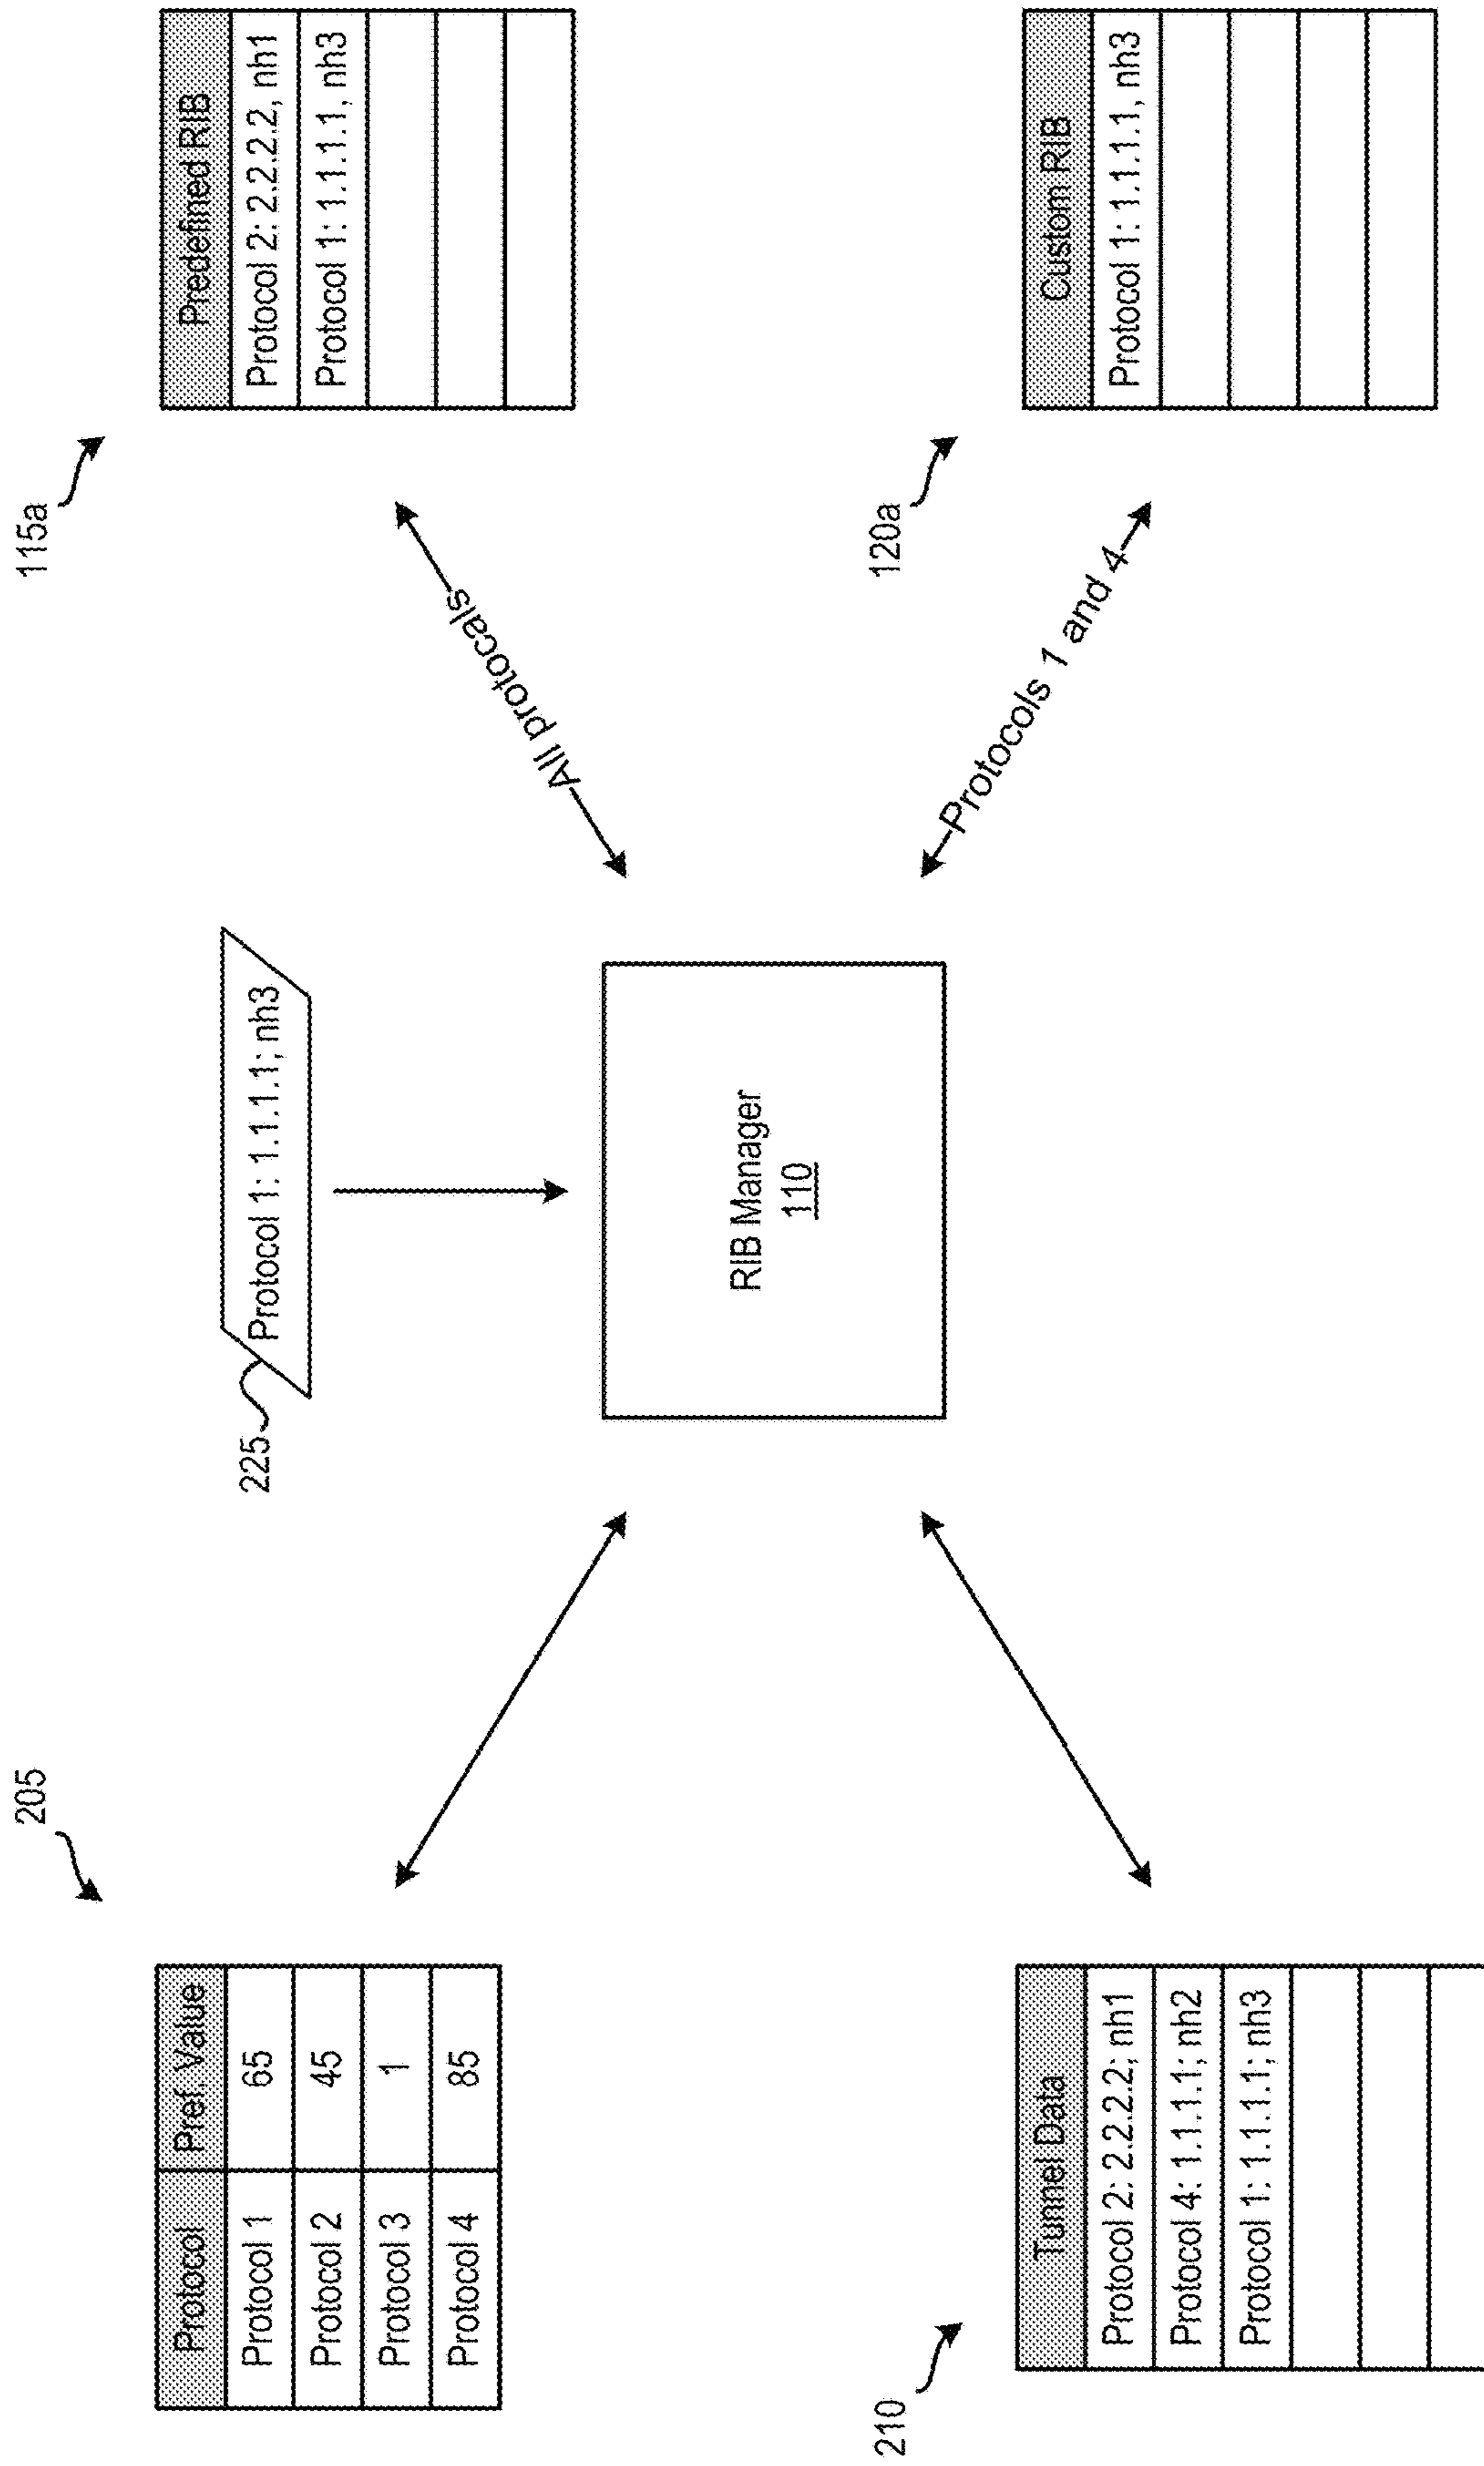 205
Protocol Pref. Value
Protocol 1 65
Protocol 2 45
Protocol 3 1
Protocol 4 85
225
Protocol 1: 1.1.1.1; nh3
115a
Predefined RIB
Protocol 2: 2.2.2.2, nh1
Protocol 1: 1.1.1.1, nh3
All protocals
RIB Manager
110
Protocols 1 and 4
210
Tunnel Data
Protocol 2: 2.2.2.2; nh1
Protocol 4: 1.1.1.1; nh2
Protocol 1: 1.1.1.1; nh3
120a
Custom RIB
Protocol 1: 1.1.1.1, nh3